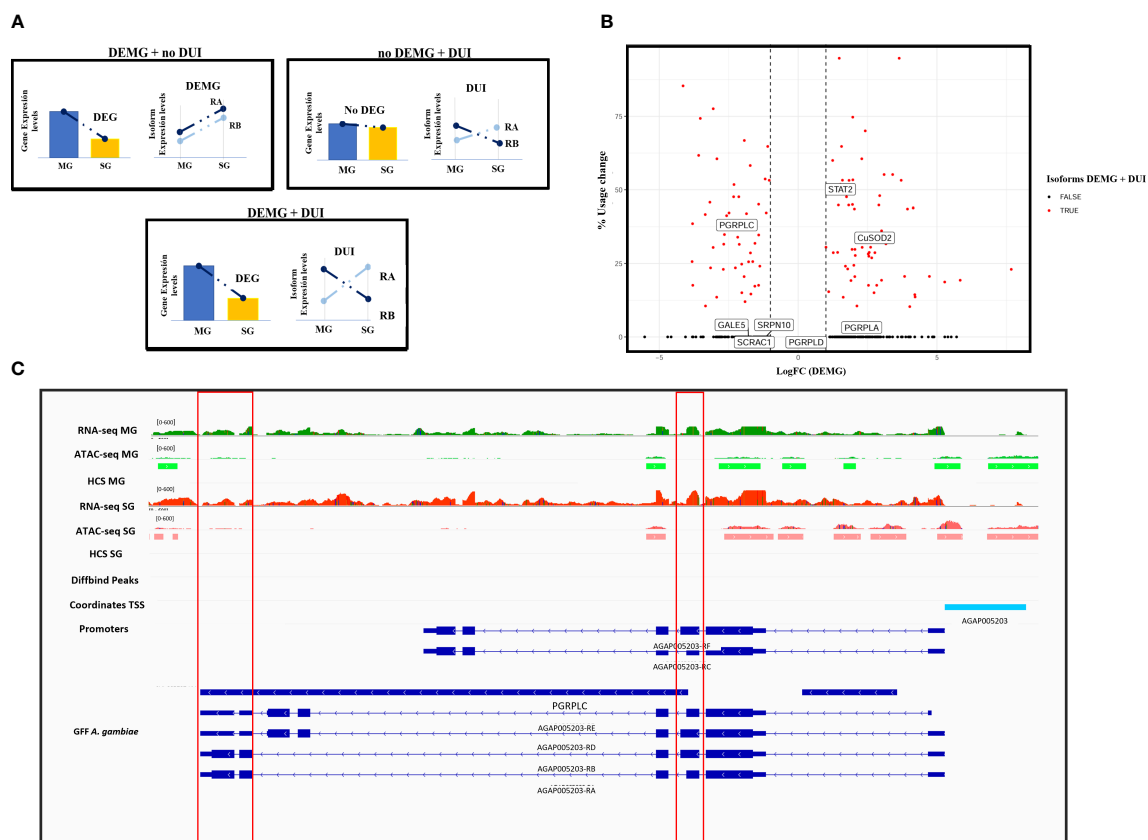 A
DEMG + no DUI
Gene Expression levels
DEG
MG
SG
Isoform Expresión levels
DEMG
RA
RB
MG
SG
no DEMG + DUI
Gene Expression levels
No DEG
MG
SG
Isoform Expresión levels
DUI
RA
RB
MG
SG
DEMG + DUI
Gene Expression levels
DEG
MG
SG
Isoform Expresión levels
DUI
RA
RB
MG
SG
B
% Usage change
75
50
25
0
STAT2
PGRPLC
CuSOD2
GALE5
SRPN10
PGRPLA
SCRAC1
PGRPLD
-5
0
5
LogFC (DEMG)
Isoforms DEMG + DUI
FALSE
TRUE
C
RNA-seq MG
[0-600]
ATAC-seq MG
[0-600]
HCS MG
RNA-seq SG
[0-600]
ATAC-seq SG
[0-600]
HCS SG
Diffbind Peaks
Coordinates TSS
AGAP005203
Promoters
AGAP005203-RF
AGAP005203-RC
PGRPLC
GFF A. gambiae
AGAP005203-RE
AGAP005203-RD
AGAP005203-RB
AGAP005203-RA